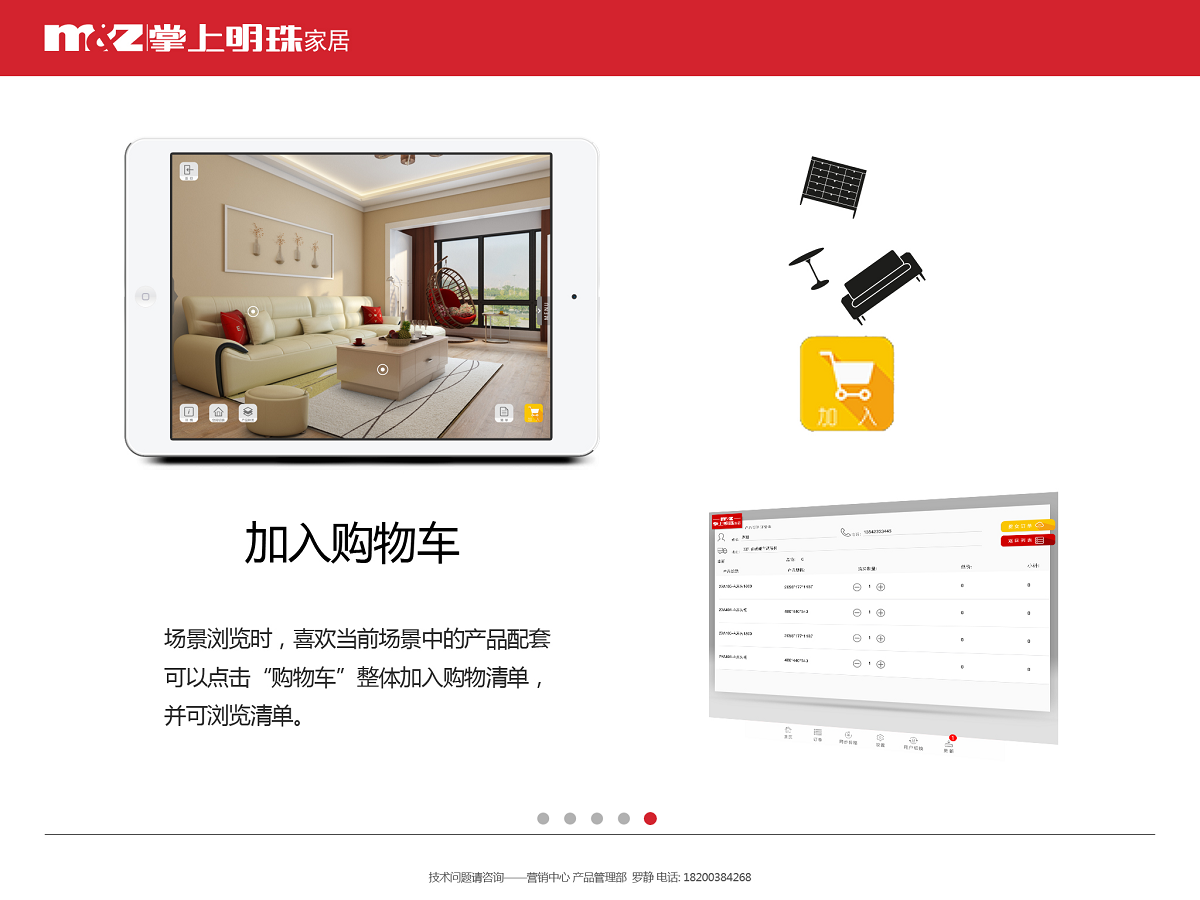 m&z 掌上明珠家居
加入
加入购物车
场景浏览时，喜欢当前场景中的产品配套
可以点击“购物车”整体加入购物清单，
并可浏览清单。
技术问题请咨询——营销中心 产品管理部 罗静 电话: 18200384268